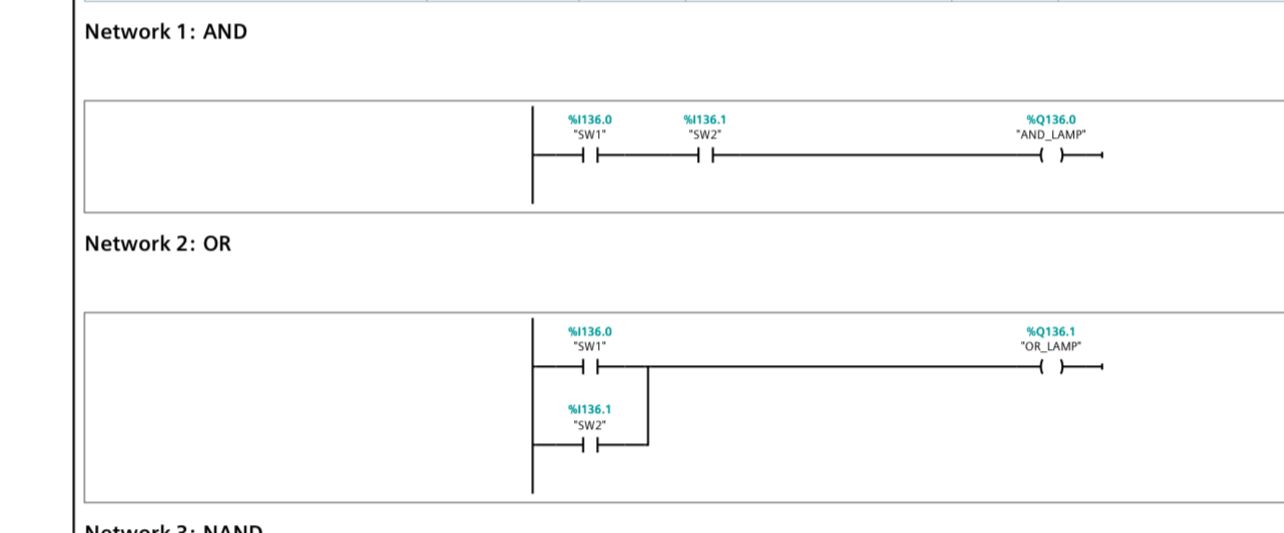 Network 1: AND
%I136.0 %I136.1 %Q136.0
"SW1" "SW2" "AND_LAMP"
Network 2: OR
%I136.0 %Q136.1
"SW1" "OR_LAMP"
%I136.1
"SW2"
Network 3: NAND